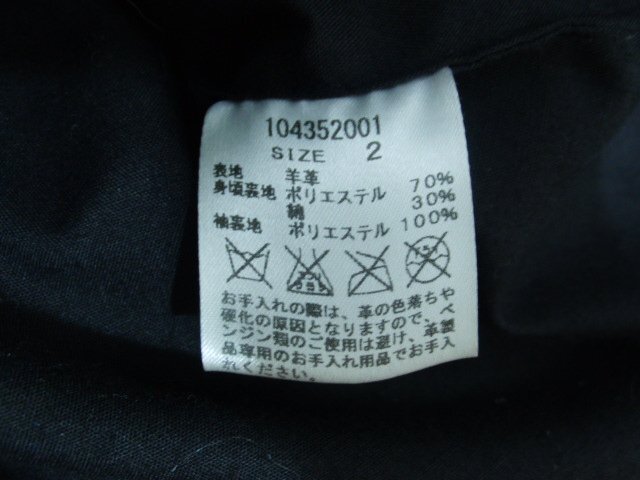 104352001
SIZE 2
表地 羊革
身頃裏地 ポリエステル 70%
綿 30%
袖裏地 ポリエステル 100%
お手入れの際は、革の色落ちや
硬化の原因となりますので、ベ
ンジン類のご使用は避け、革製
品専用のお手入れ用品でお手入
れください。